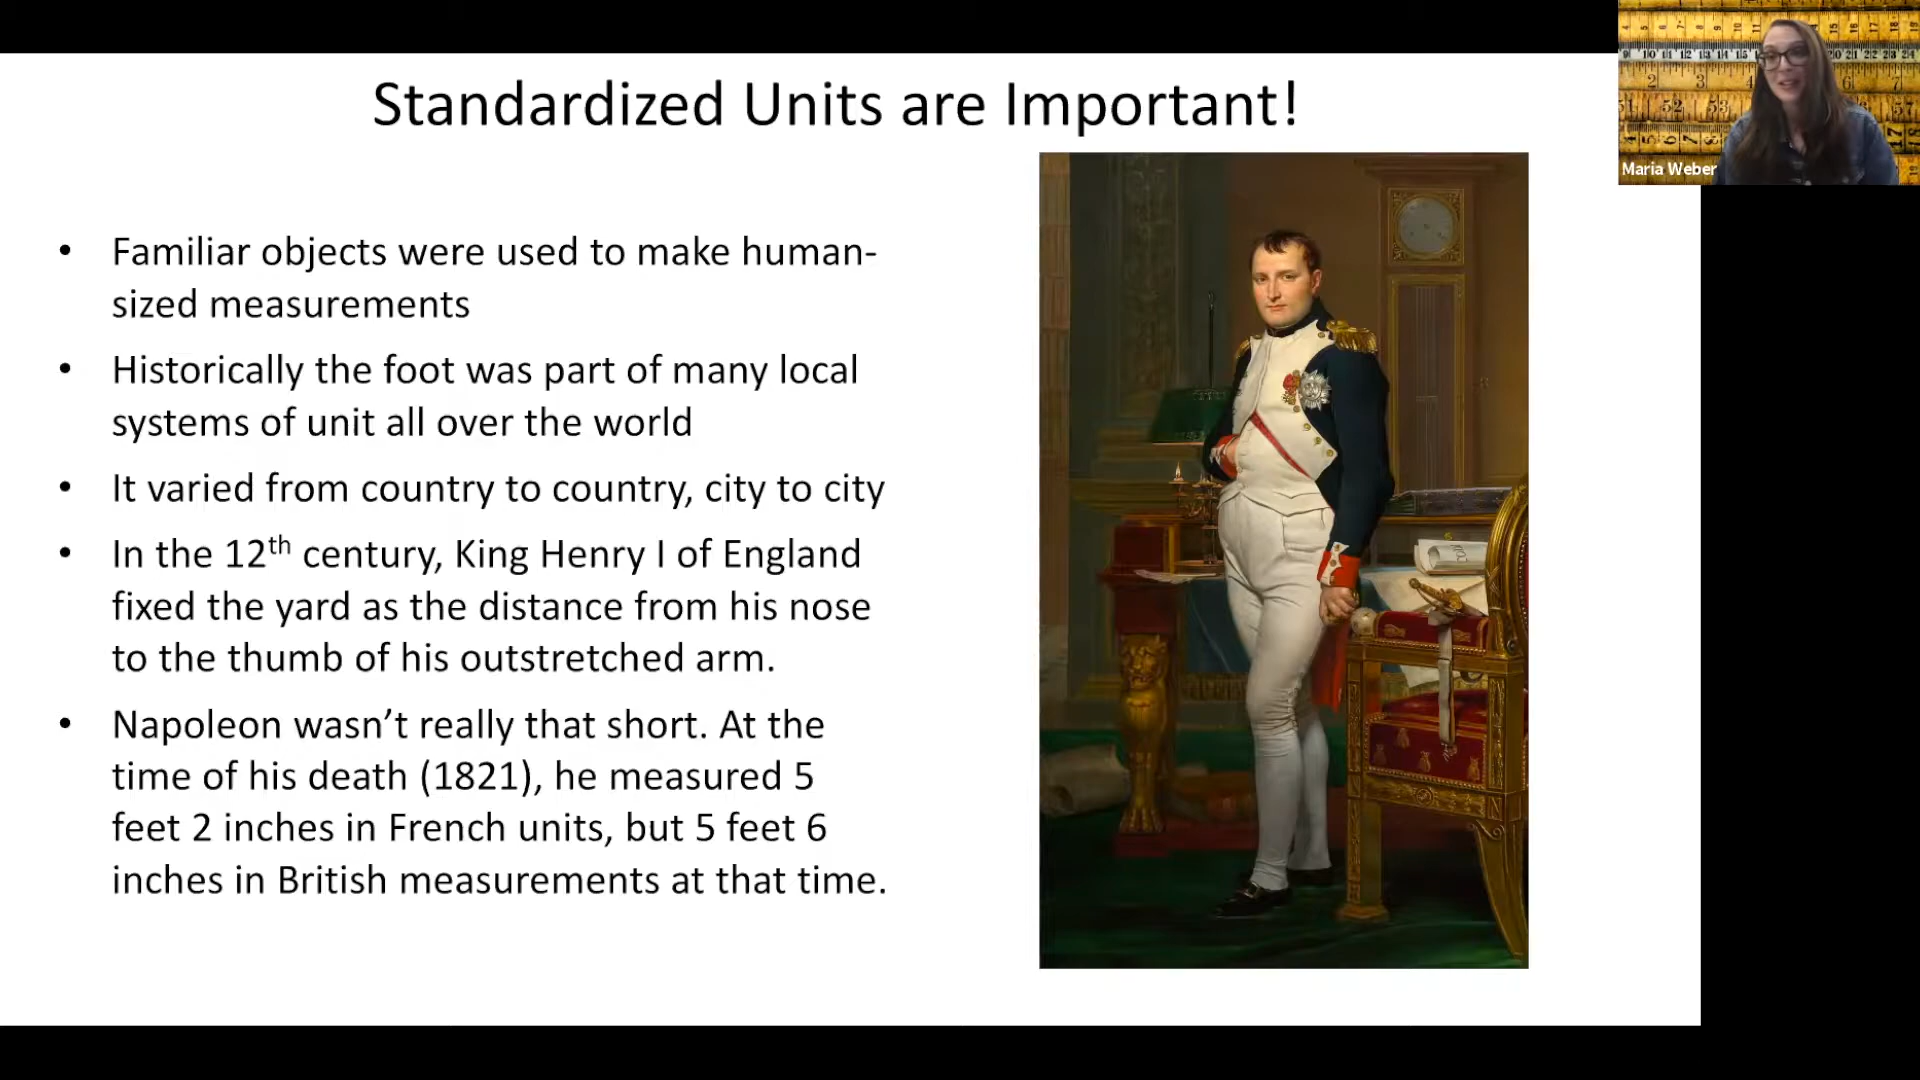 Standardized Units are Important!
Maria Weber
• Familiar objects were used to make human-
sized measurements
• Historically the foot was part of many local
systems of unit all over the world
• It varied from country to country, city to city
• In the 12th century, King Henry I of England
fixed the yard as the distance from his nose
to the thumb of his outstretched arm.
• Napoleon wasn’t really that short. At the
time of his death (1821), he measured 5
feet 2 inches in French units, but 5 feet 6
inches in British measurements at that time.